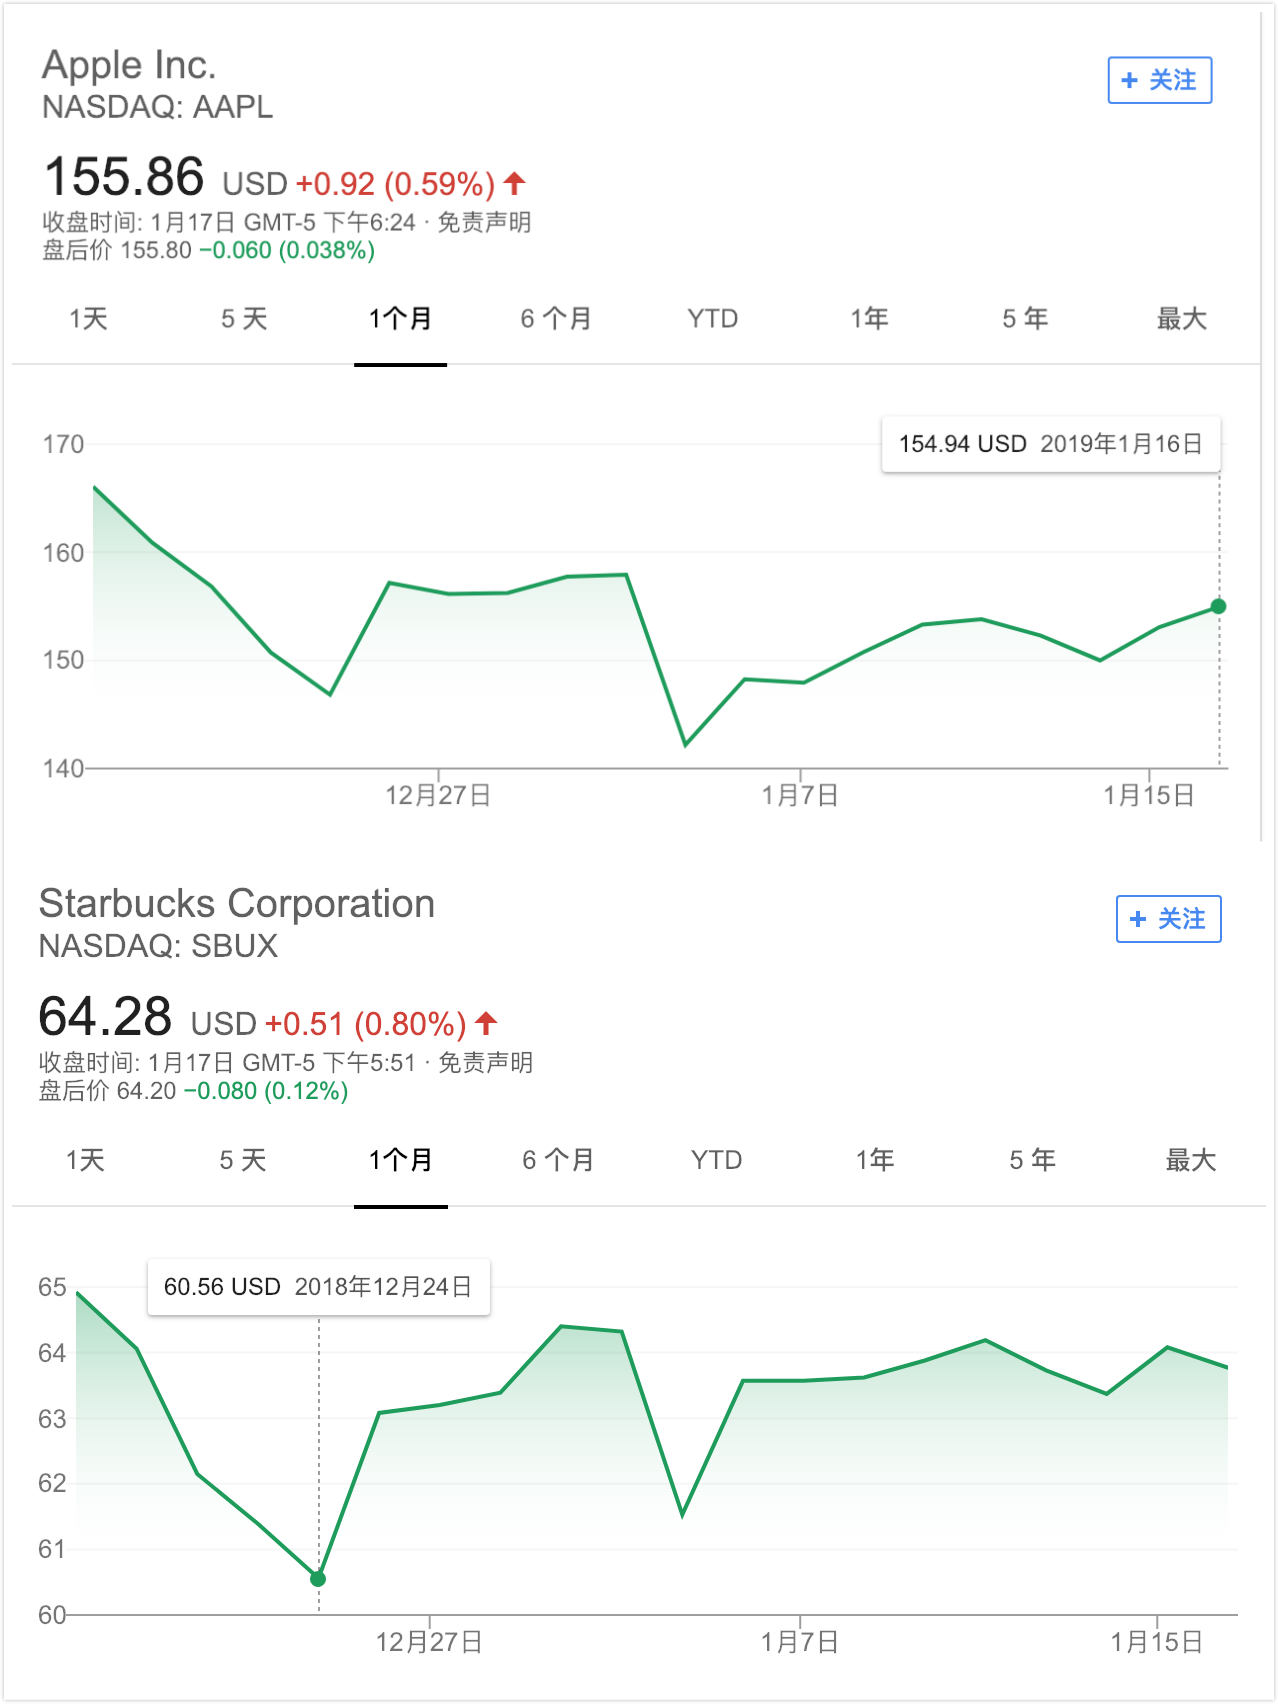 Apple Inc.
+ 关注
NASDAQ: AAPL
155.86 USD +0.92 (0.59%)
收盘时间: 1月17日 GMT-5 下午6:24 · 免责声明
盘后价 155.80 −0.060 (0.038%)
1天 5 天 1个月 6 个月 YTD 1年 5 年 最大
154.94 USD 2019年1月16日
170
160
150
140
12月27日 1月7日 1月15日
Starbucks Corporation
+ 关注
NASDAQ: SBUX
64.28 USD +0.51 (0.80%)
收盘时间: 1月17日 GMT-5 下午5:51 · 免责声明
盘后价 64.20 −0.080 (0.12%)
1天 5 天 1个月 6 个月 YTD 1年 5 年 最大
60.56 USD 2018年12月24日
65
64
63
62
61
60
12月27日 1月7日 1月15日